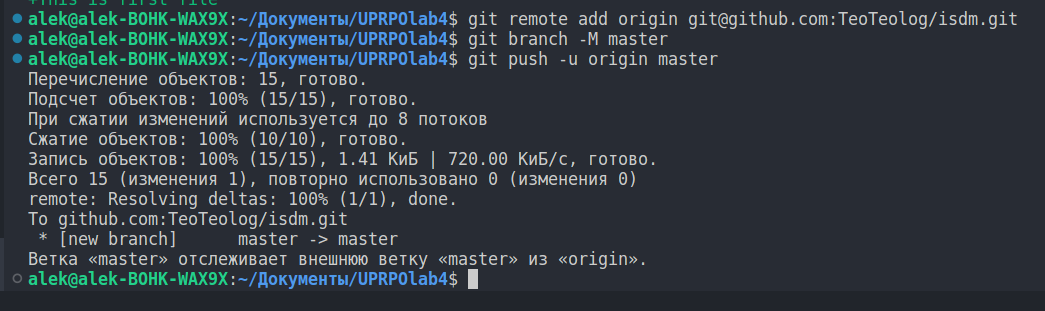 +This is first file
alek@alek-BOHK-WAX9X:~/Документы/UPRPOlab4$ git remote add origin git@github.com:TeoTeolog/isdm.git
alek@alek-BOHK-WAX9X:~/Документы/UPRPOlab4$ git branch -M master
alek@alek-BOHK-WAX9X:~/Документы/UPRPOlab4$ git push -u origin master
Перечисление объектов: 15, готово.
Подсчет объектов: 100% (15/15), готово.
При сжатии изменений используется до 8 потоков
Сжатие объектов: 100% (10/10), готово.
Запись объектов: 100% (15/15), 1.41 КиБ | 720.00 КиБ/с, готово.
Всего 15 (изменения 1), повторно использовано 0 (изменения 0)
remote: Resolving deltas: 100% (1/1), done.
To github.com:TeoTeolog/isdm.git
 * [new branch]      master -> master
Ветка «master» отслеживает внешнюю ветку «master» из «origin».
alek@alek-BOHK-WAX9X:~/Документы/UPRPOlab4$